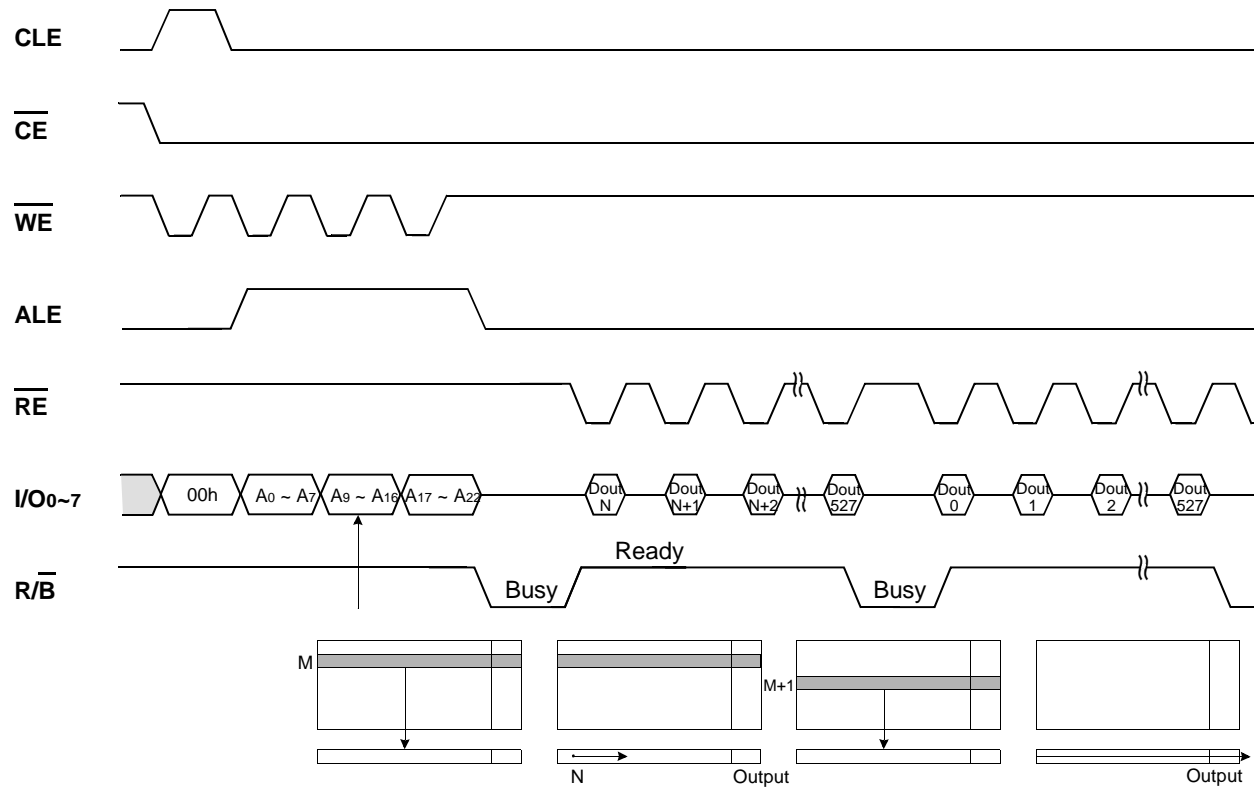 CLE
CE
WE
ALE
RE
I/O0~7 00h A0 ~ A7 A9 ~ A16 A17 ~ A22 Dout N Dout N+1 Dout N+2 Dout 527 Dout 0 Dout 1 Dout 2 Dout 527
R/B Busy Ready Busy
M M+1
N Output Output